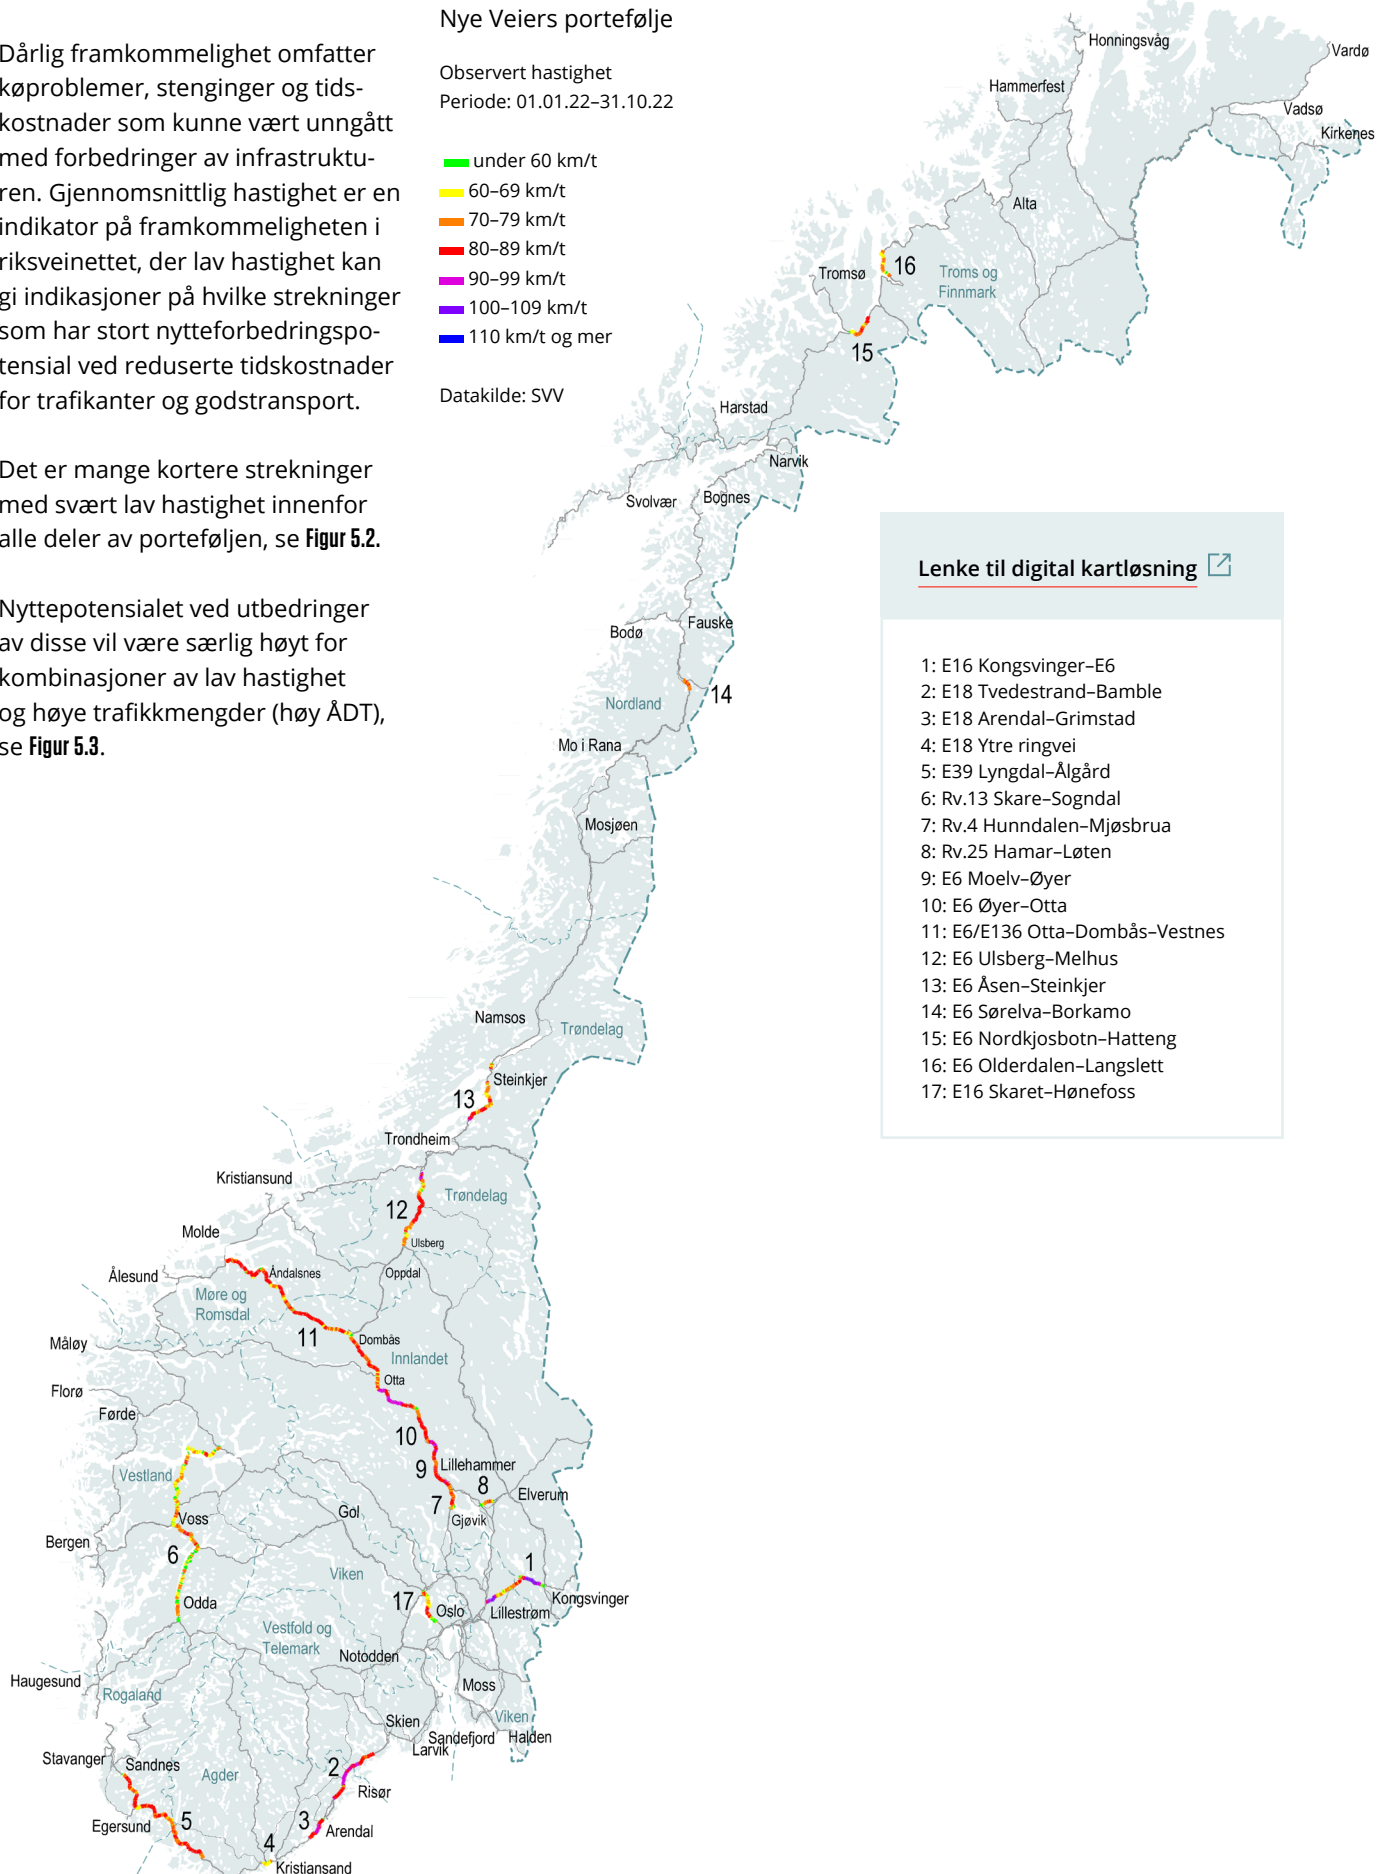 Dårlig framkommelighet omfatter
køproblemer, stenginger og tids-
kostnader som kunne vært unngått
med forbedringer av infrastruktu-
ren. Gjennomsnittlig hastighet er en
indikator på framkommeligheten i
riksveinettet, der lav hastighet kan
gi indikasjoner på hvilke strekninger
som har stort nytteforbedringspo-
tensial ved reduserte tidskostnader
for trafikanter og godstransport.
Det er mange kortere strekninger
med svært lav hastighet innenfor
alle deler av porteføljen, se Figur 5.2.
Nyttepotensialet ved utbedringer
av disse vil være særlig høyt for
kombinasjoner av lav hastighet
og høye trafikkmengder (høy ÅDT),
se Figur 5.3.
Nye Veiers portefølje
Observert hastighet
Periode: 01.01.22–31.10.22
under 60 km/t
60–69 km/t
70–79 km/t
80–89 km/t
90–99 km/t
100–109 km/t
110 km/t og mer
Datakilde: SVV
Honningsvåg
Vardø
Hammerfest
Vadsø
Kirkenes
Alta
Tromsø
16
Troms og
Finnmark
15
Harstad
Narvik
Svolvær
Bognes
Fauske
Bodø
14
Nordland
Mo i Rana
Mosjøen
Namsos
Trøndelag
Steinkjer
13
Trondheim
Kristiansund
Trøndelag
12
Molde
Ulsberg
Ålesund
Åndalsnes
Oppdal
Møre og
Romsdal
11
Måløy
Dombås
Innlandet
Florø
Otta
Førde
10
Vestland
9
Lillehammer
8
7
Elverum
Gjøvik
Gol
Voss
Bergen
6
1
Viken
17
Odda
Oslo
Lillestrøm
Kongsvinger
Vestfold og
Telemark
Notodden
Haugesund
Rogaland
Moss
Skien
Viken
Sandefjord
Halden
Larvik
Stavanger
Sandnes
2
Agder
Risør
Egersund
5
3
Arendal
4
Kristiansand
Lenke til digital kartløsning
1: E16 Kongsvinger–E6
2: E18 Tvedestrand–Bamble
3: E18 Arendal–Grimstad
4: E18 Ytre ringvei
5: E39 Lyngdal–Ålgård
6: Rv.13 Skare–Sogndal
7: Rv.4 Hunndalen–Mjøsbrua
8: Rv.25 Hamar–Løten
9: E6 Moelv–Øyer
10: E6 Øyer–Otta
11: E6/E136 Otta–Dombås–Vestnes
12: E6 Ulsberg–Melhus
13: E6 Åsen–Steinkjer
14: E6 Sørelva–Borkamo
15: E6 Nordkjosbotn–Hatteng
16: E6 Olderdalen–Langslett
17: E16 Skaret–Hønefoss